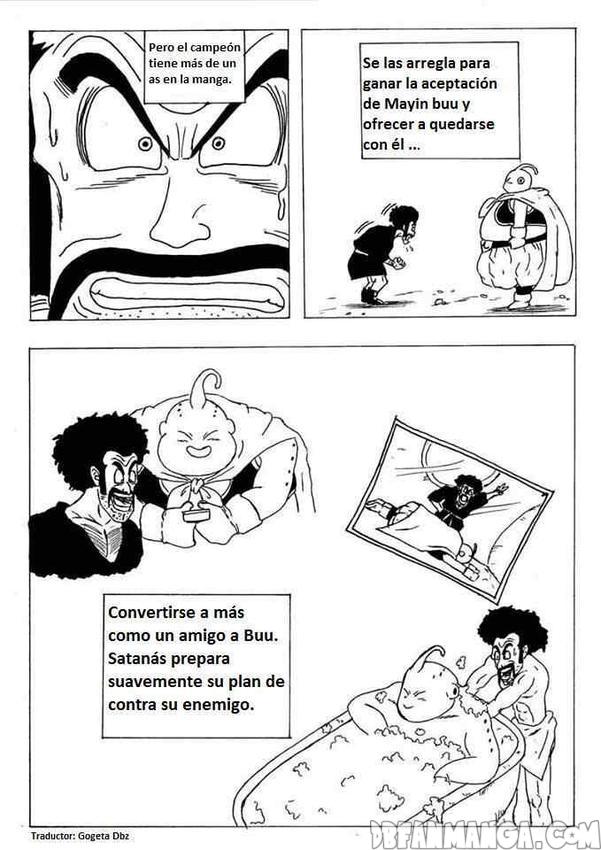 Pero el campeón
tiene más de un
as en la manga.
Se las arregla para
ganar la aceptación
de Mayin buu y
ofrecer a quedarse
con él ...
Convertirse a más
como un amigo a Buu.
Satanás prepara
suavemente su plan de
contra su enemigo.
Traductor: Gogeta Dbz
DBFANMANGA.COM